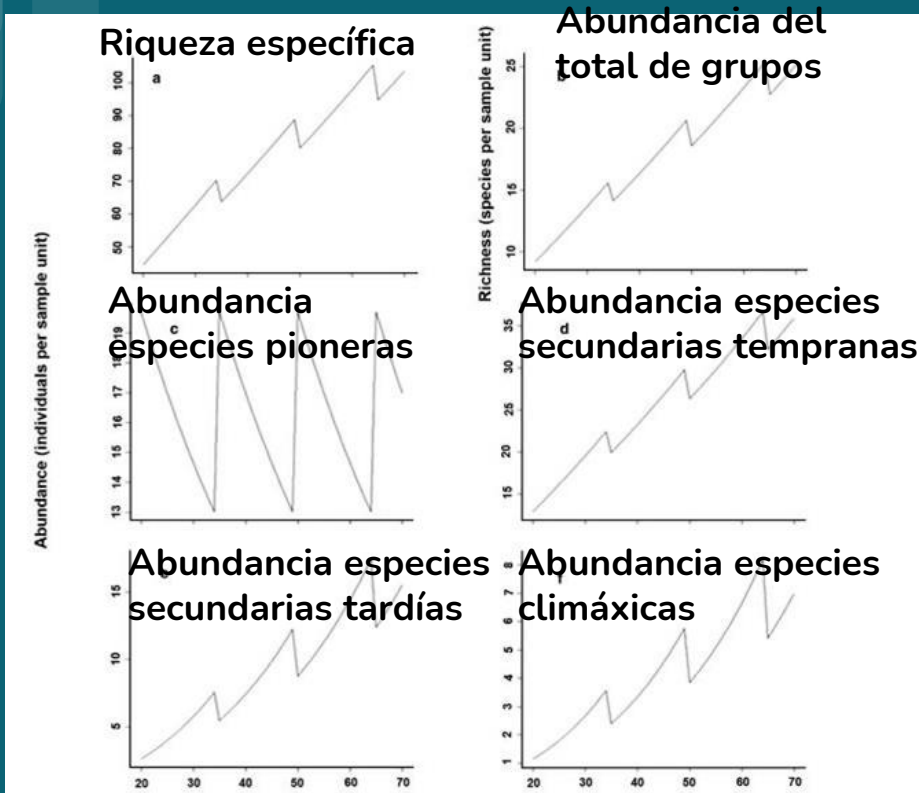 Riqueza específica
Abundancia del
total de grupos
Abundance (individuals per sample unit)
Richness (species per sample unit)
a
100
90
80
70
60
50
25
20
15
10
Abundancia
especies pioneras
c
19
17
16
15
14
13
Abundancia especies
secundarias tempranas
d
35
30
25
20
15
Abundancia especies
secundarias tardías
15
10
5
20 30 40 50 60 70
Abundancia especies
climáxicas
8
7
6
5
4
3
2
1
20 30 40 50 60 70